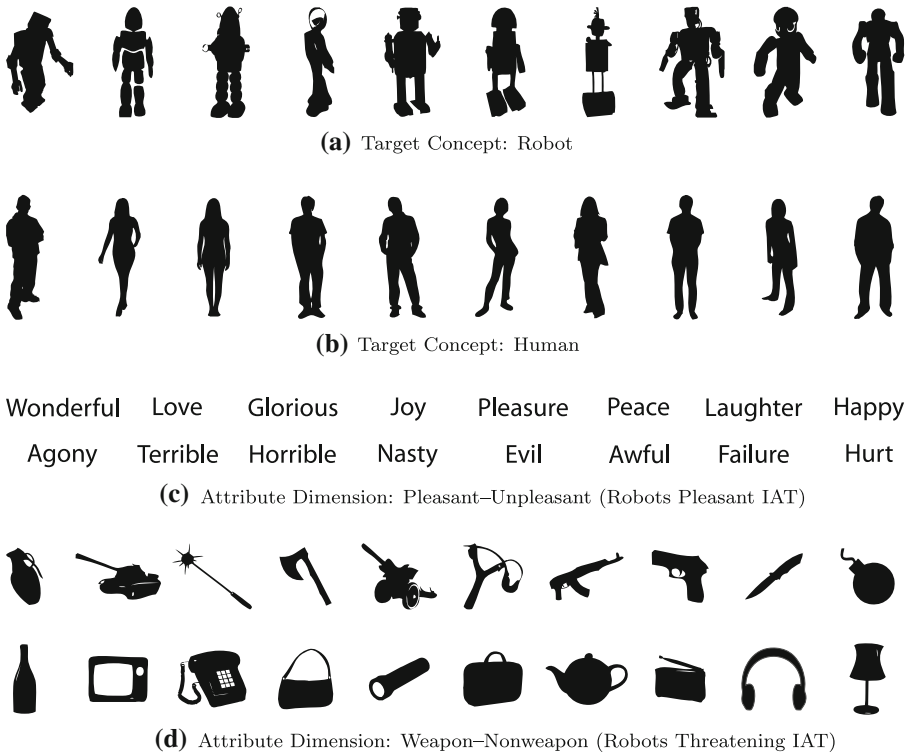 (a) Target Concept: Robot
(b) Target Concept: Human
Wonderful Love Glorious Joy Pleasure Peace Laughter Happy
Agony Terrible Horrible Nasty Evil Awful Failure Hurt
(c) Attribute Dimension: Pleasant–Unpleasant (Robots Pleasant IAT)
(d) Attribute Dimension: Weapon–Nonweapon (Robots Threatening IAT)